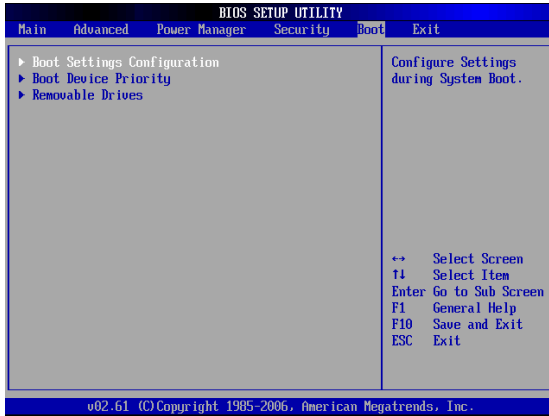 BIOS SETUP UTILITY
Main Advanced Power Manager Security Boot Exit
▶ Boot Settings Configuration
▶ Boot Device Priority
▶ Removable Drives
Configure Settings
during System Boot.
↔ Select Screen
↑↓ Select Item
Enter Go to Sub Screen
F1 General Help
F10 Save and Exit
ESC Exit
v02.61 (C)Copyright 1985-2006, American Megatrends, Inc.